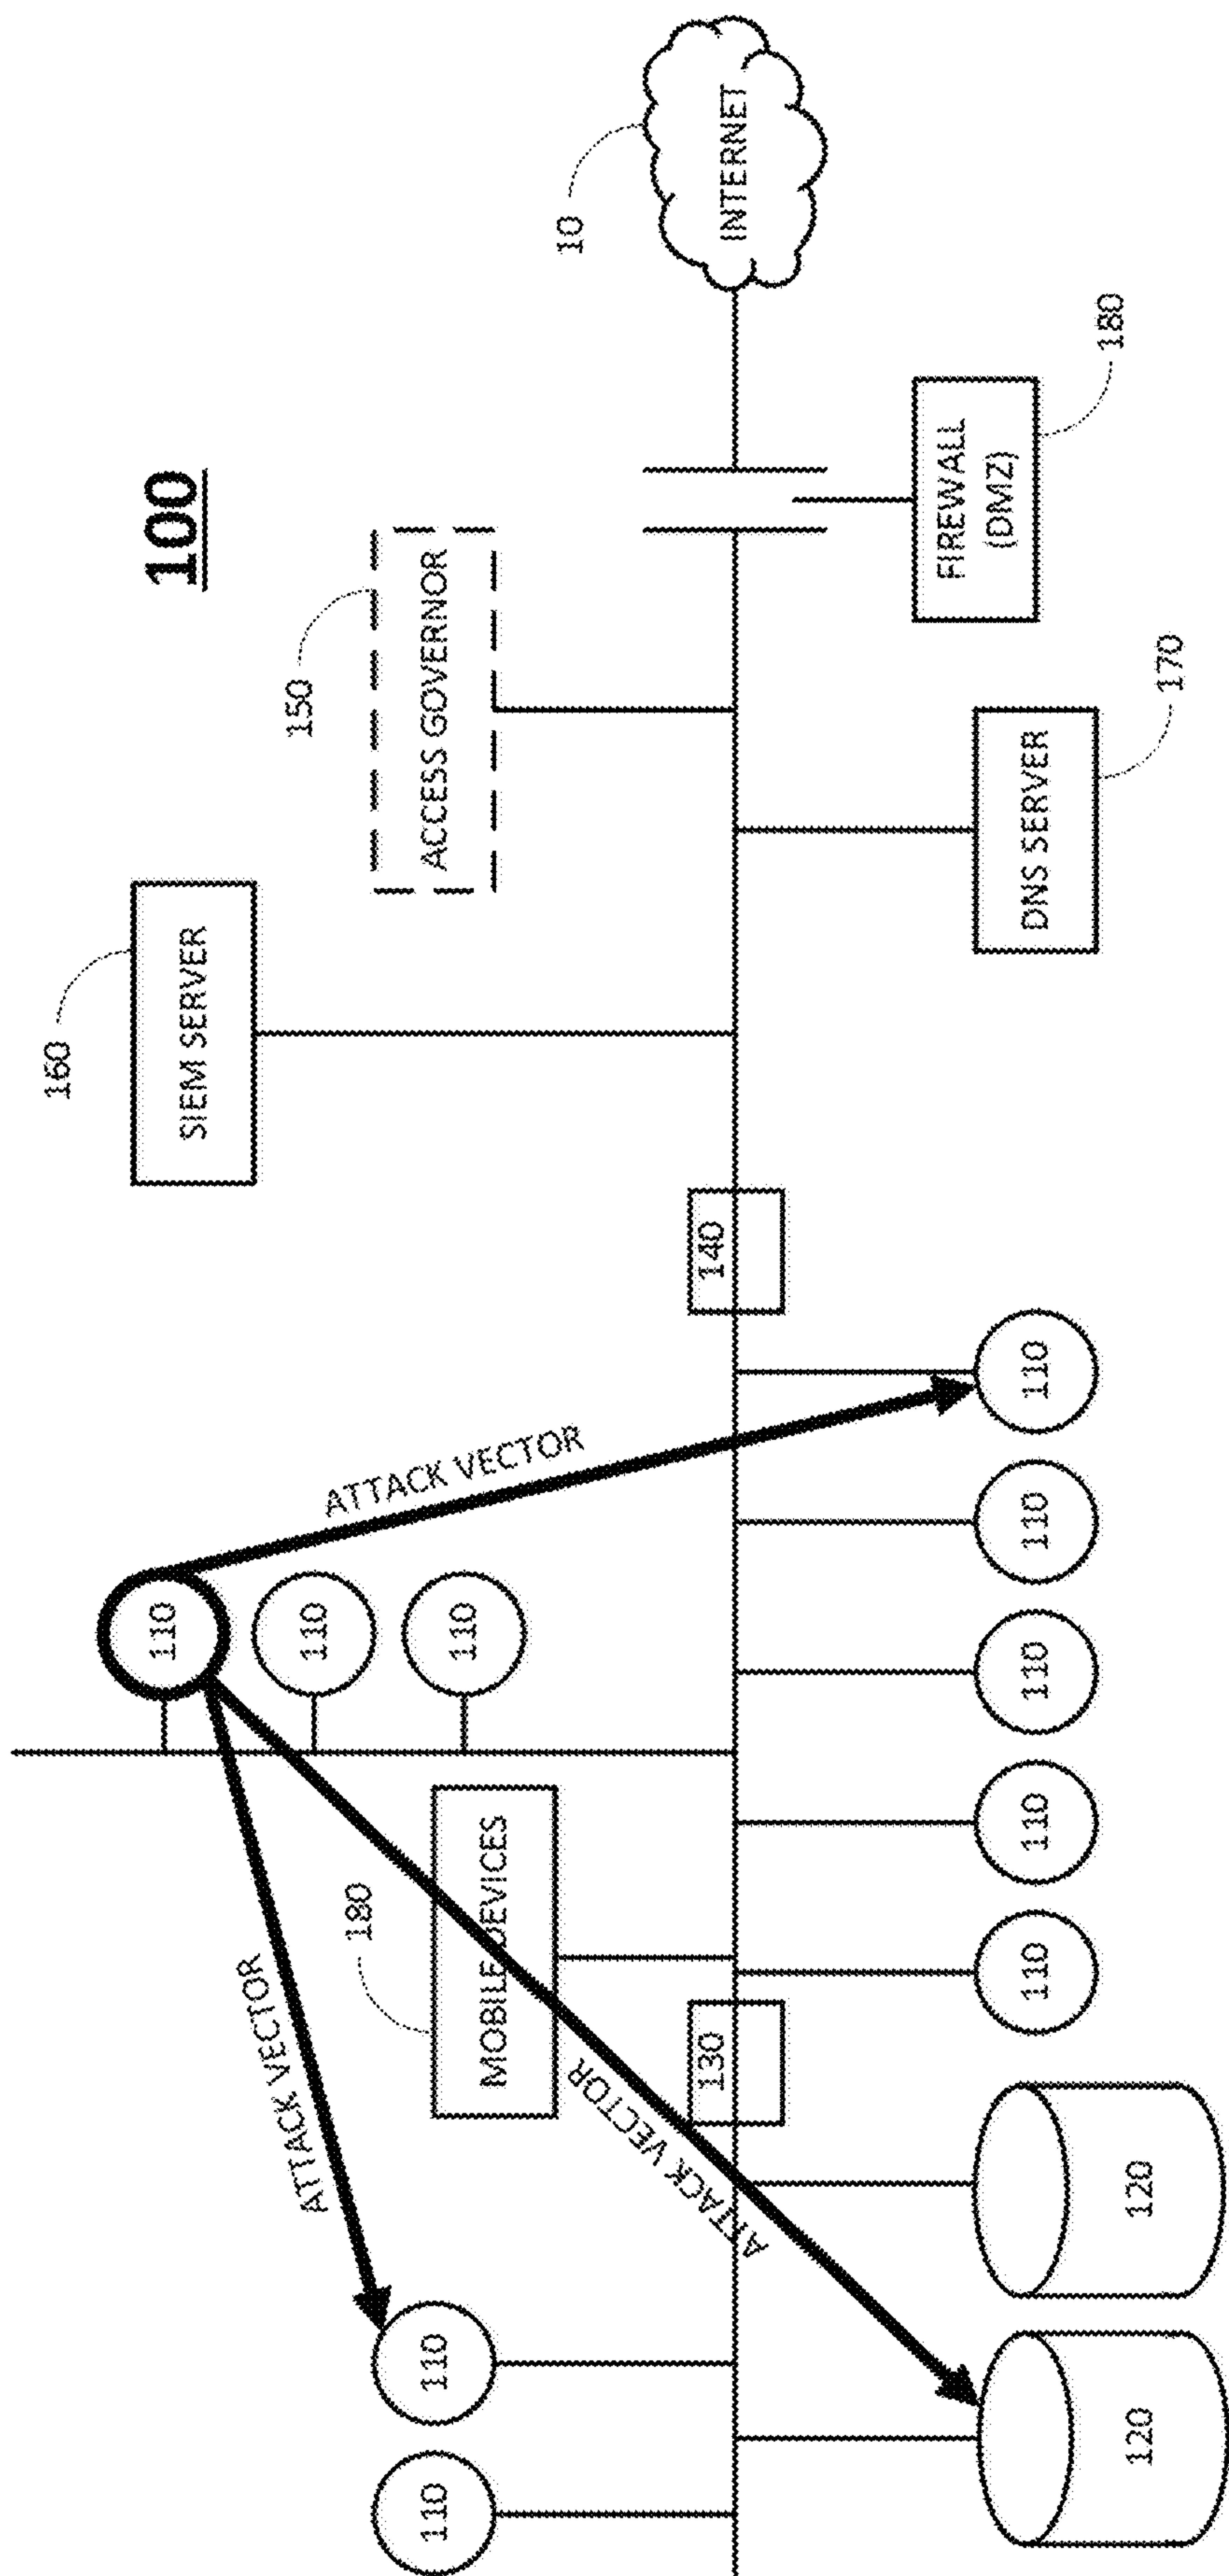 160
110
SIEM SERVER
100
ATTACK VECTOR
110
150
180
110
110
110
ATTACK VECTOR
ACCESS GOVERNOR
MOBILE DEVICES
10
ATTACK VECTOR
130
140
INTERNET
FIREWALL
(DMZ)
110
110
110
110
110
DNS SERVER
180
120
120
170